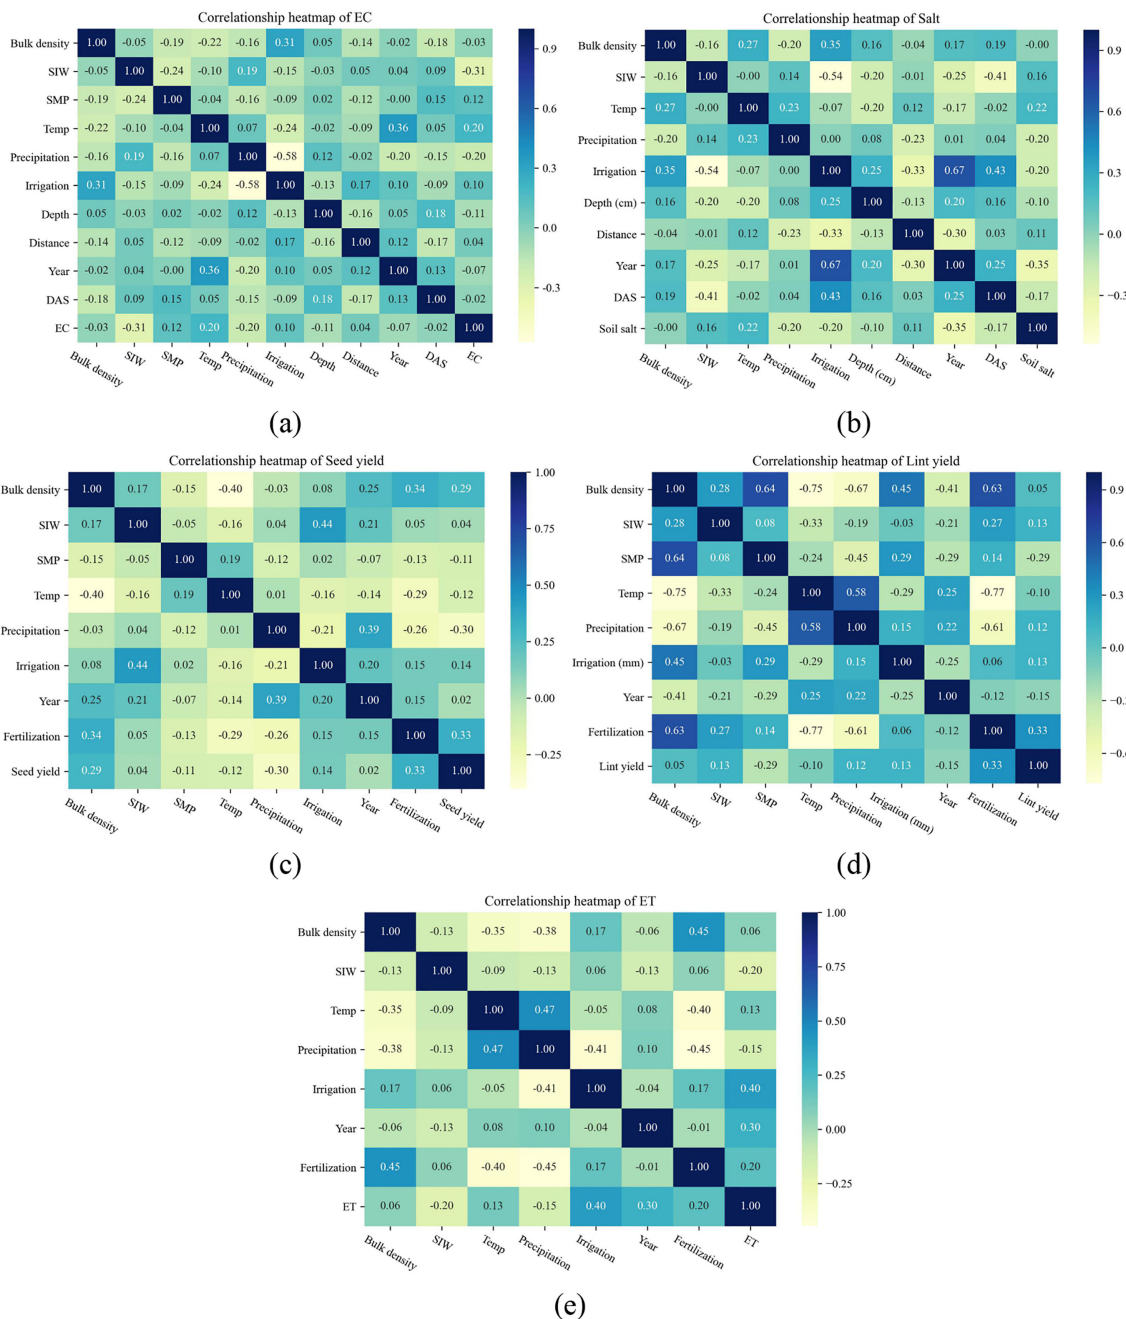 Correlationship heatmap of EC
Bulk density 1.00 -0.05 -0.19 -0.22 -0.16 0.31 0.05 -0.14 -0.02 -0.18 -0.03
SIW -0.05 1.00 -0.24 -0.10 0.19 -0.15 -0.03 0.05 0.04 0.09 -0.31
SMP -0.19 -0.24 1.00 -0.04 -0.16 -0.09 0.02 -0.12 -0.00 0.15 0.12
Temp -0.22 -0.10 -0.04 1.00 0.07 -0.24 -0.02 -0.09 0.36 0.05 0.20
Precipitation -0.16 0.19 -0.16 0.07 1.00 -0.58 0.12 -0.02 -0.20 -0.15 -0.20
Irrigation 0.31 -0.15 -0.09 -0.24 -0.58 1.00 -0.13 0.17 0.10 -0.09 0.10
Depth 0.05 -0.03 0.02 -0.02 0.12 -0.13 1.00 -0.16 0.05 0.18 -0.11
Distance -0.14 0.05 -0.12 -0.09 -0.02 0.17 -0.16 1.00 0.12 -0.17 0.04
Year -0.02 0.04 -0.00 0.36 -0.20 0.10 0.05 0.12 1.00 0.13 -0.07
DAS -0.18 0.09 0.15 0.05 -0.15 -0.09 0.18 -0.17 0.13 1.00 -0.02
EC -0.03 -0.31 0.12 0.20 -0.20 0.10 -0.11 0.04 -0.07 -0.02 1.00
Bulk density SIW SMP Temp Precipitation Irrigation Depth Distance Year DAS EC
0.9
0.6
0.3
0.0
-0.3
(a)
Correlationship heatmap of Salt
Bulk density 1.00 -0.16 0.27 -0.20 0.35 0.16 -0.04 0.17 0.19 -0.00
SIW -0.16 1.00 -0.00 0.14 -0.54 -0.20 -0.01 -0.25 -0.41 0.16
Temp 0.27 -0.00 1.00 0.23 -0.07 -0.20 0.12 -0.17 -0.02 0.22
Precipitation -0.20 0.14 0.23 1.00 0.00 0.08 -0.23 0.01 0.04 -0.20
Irrigation 0.35 -0.54 -0.07 0.00 1.00 0.25 -0.33 0.67 0.43 -0.20
Depth (cm) 0.16 -0.20 -0.20 0.08 0.25 1.00 -0.13 0.20 0.16 -0.10
Distance -0.04 -0.01 0.12 -0.23 -0.33 -0.13 1.00 -0.30 0.03 0.11
Year 0.17 -0.25 -0.17 0.01 0.67 0.20 -0.30 1.00 0.25 -0.35
DAS 0.19 -0.41 -0.02 0.04 0.43 0.16 0.03 0.25 1.00 -0.17
Soil salt -0.00 0.16 0.22 -0.20 -0.20 -0.10 0.11 -0.35 -0.17 1.00
Bulk density SIW Temp Precipitation Irrigation Depth (cm) Distance Year DAS Soil salt
0.9
0.6
0.3
0.0
(b)
Correlationship heatmap of Seed yield
Bulk density 1.00 0.17 -0.15 -0.40 -0.03 0.08 0.25 0.34 0.29
SIW 0.17 1.00 -0.05 -0.16 0.04 0.44 0.21 0.05 0.04
SMP -0.15 -0.05 1.00 0.19 -0.12 0.02 -0.07 -0.13 -0.11
Temp -0.40 -0.16 0.19 1.00 0.01 -0.16 -0.14 -0.29 -0.12
Precipitation -0.03 0.04 -0.12 0.01 1.00 -0.21 0.39 -0.26 -0.30
Irrigation 0.08 0.44 0.02 -0.16 -0.21 1.00 0.20 0.15 0.14
Year 0.25 0.21 -0.07 -0.14 0.39 0.20 1.00 0.15 0.02
Fertilization 0.34 0.05 -0.13 -0.29 -0.26 0.15 0.15 1.00 0.33
Seed yield 0.29 0.04 -0.11 -0.12 -0.30 0.14 0.02 0.33 1.00
Bulk density SIW SMP Temp Precipitation Irrigation Year Fertilization Seed yield
1.00
0.75
0.50
0.25
0.00
−0.25
(c)
Correlationship heatmap of Lint yield
Bulk density 1.00 0.28 0.64 -0.75 -0.67 0.45 -0.41 0.63 0.05
SIW 0.28 1.00 0.08 -0.33 -0.19 -0.03 -0.21 0.27 0.13
SMP 0.64 0.08 1.00 -0.24 -0.45 0.29 -0.29 0.14 -0.29
Temp -0.75 -0.33 -0.24 1.00 0.58 -0.29 0.25 -0.77 -0.10
Precipitation -0.67 -0.19 -0.45 0.58 1.00 0.15 0.22 -0.61 0.12
Irrigation (mm) 0.45 -0.03 0.29 -0.29 0.15 1.00 -0.25 0.06 0.13
Year -0.41 -0.21 -0.29 0.25 0.22 -0.25 1.00 -0.12 -0.15
Fertilization 0.63 0.27 0.14 -0.77 -0.61 0.06 -0.12 1.00 0.33
Lint yield 0.05 0.13 -0.29 -0.10 0.12 0.13 -0.15 0.33 1.00
Bulk density SIW SMP Temp Precipitation Irrigation (mm) Year Fertilization Lint yield
0.9
0.6
0.3
0.0
(d)
Correlationship heatmap of ET
Bulk density 1.00 -0.13 -0.35 -0.38 0.17 -0.06 0.45 0.06
SIW -0.13 1.00 -0.09 -0.13 0.06 -0.13 0.06 -0.20
Temp -0.35 -0.09 1.00 0.47 -0.05 0.08 -0.40 0.13
Precipitation -0.38 -0.13 0.47 1.00 -0.41 0.10 -0.45 -0.15
Irrigation 0.17 0.06 -0.05 -0.41 1.00 -0.04 0.17 0.40
Year -0.06 -0.13 0.08 0.10 -0.04 1.00 -0.01 0.30
Fertilization 0.45 0.06 -0.40 -0.45 0.17 -0.01 1.00 0.20
ET 0.06 -0.20 0.13 -0.15 0.40 0.30 0.20 1.00
Bulk density SIW Temp Precipitation Irrigation Year Fertilization ET
1.00
0.75
0.50
0.25
0.00
−0.25
(e)